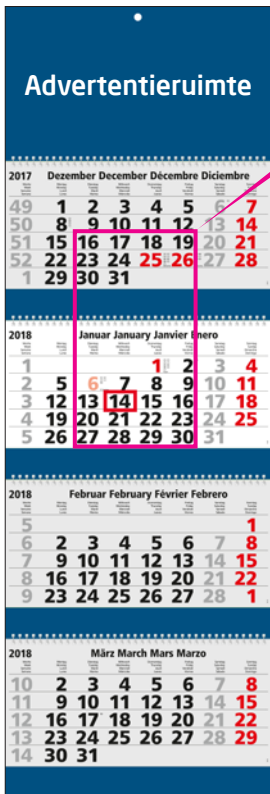 Advertentieruimte
2017 Dezember December Décembre Diciembre
49 1 2 3 4 5 6 7
50 8 9 10 11 12 13 14
51 15 16 17 18 19 20 21
52 22 23 24 25 26 27 28
1 29 30 31
2018 Januar January Janvier Enero
1 1 2 3 4
2 5 6 7 8 9 10 11
3 12 13 14 15 16 17 18
4 19 20 21 22 23 24 25
5 26 27 28 29 30 31
2018 Februar February Février Febrero
5 1
6 2 3 4 5 6 7 8
7 9 10 11 12 13 14 15
8 16 17 18 19 20 21 22
9 23 24 25 26 27 28 1
2018 März March Mars Marzo
10 2 3 4 5 6 7 8
11 9 10 11 12 13 14 15
12 16 17 18 19 20 21 22
13 23 24 25 26 27 28 29
14 30 31